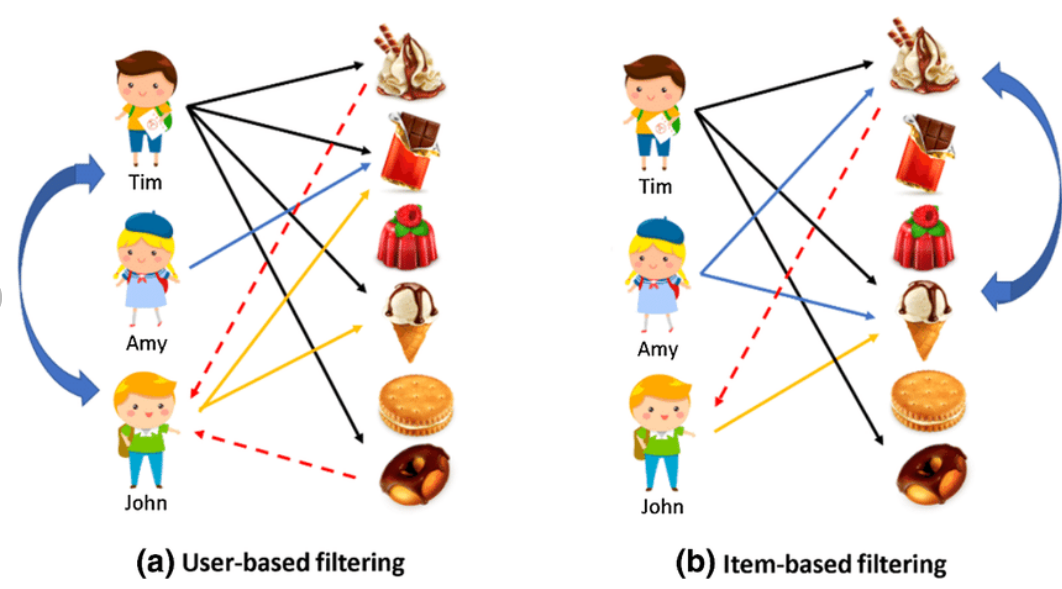 Tim
Amy
John
(a) User-based filtering
Tim
Amy
John
(b) Item-based filtering